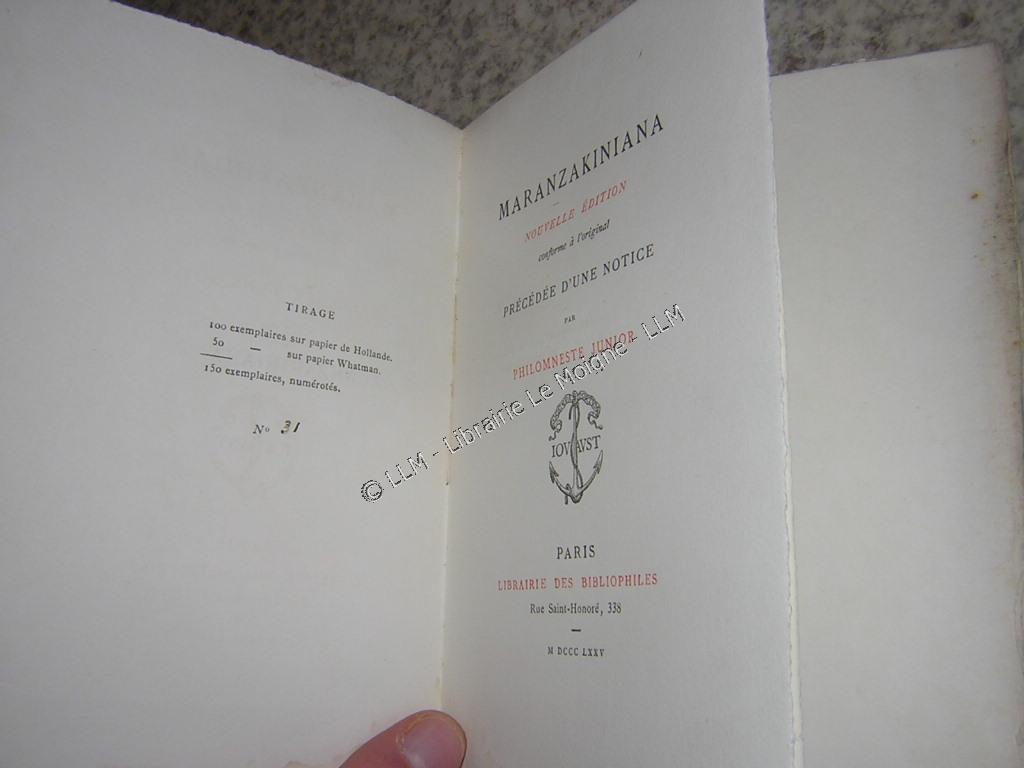 TIRAGE
100 exemplaires sur papier de Hollande.
50 — sur papier Whatman.
150 exemplaires, numérotés.
No 31
MARANZAKINIANA
NOUVELLE ÉDITION
conforme à l'original
PRÉCÉDÉE D'UNE NOTICE
PAR
PHILOMNESTE JUNIOR
IOVAVST
PARIS
LIBRAIRIE DES BIBLIOPHILES
Rue Saint-Honoré, 338
—
M DCCC LXXV
© LLM - Librairie Le Moigne - LLM